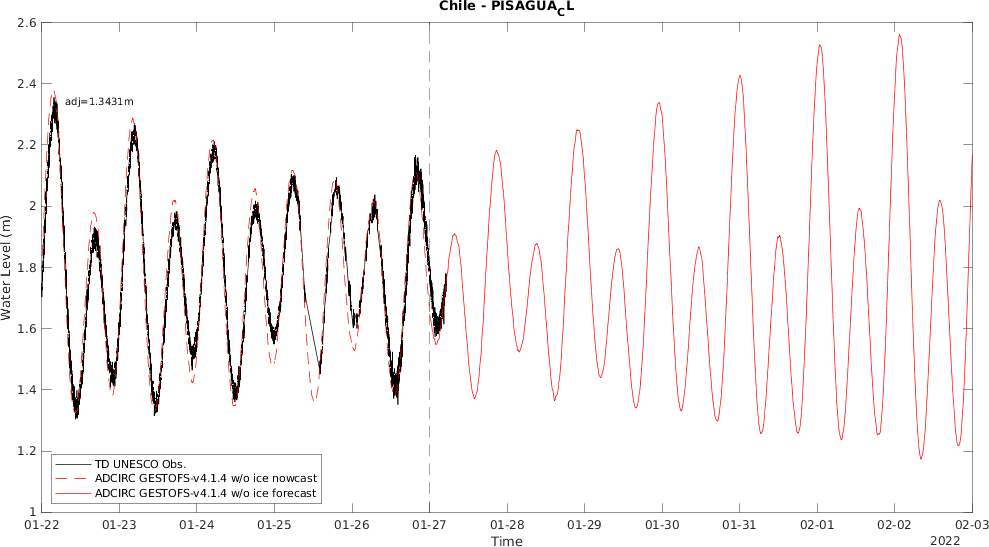 Chile - PISAGUA_CL
2.6
2.4
2.2
2
1.8
1.6
1.4
1.2
1
Water Level (m)
adj=1.3431m
TD UNESCO Obs.
ADCIRC GESTOFS-v4.1.4 w/o ice nowcast
ADCIRC GESTOFS-v4.1.4 w/o ice forecast
01-22 01-23 01-24 01-25 01-26 01-27 01-28 01-29 01-30 01-31 02-01 02-02 02-03
Time
2022